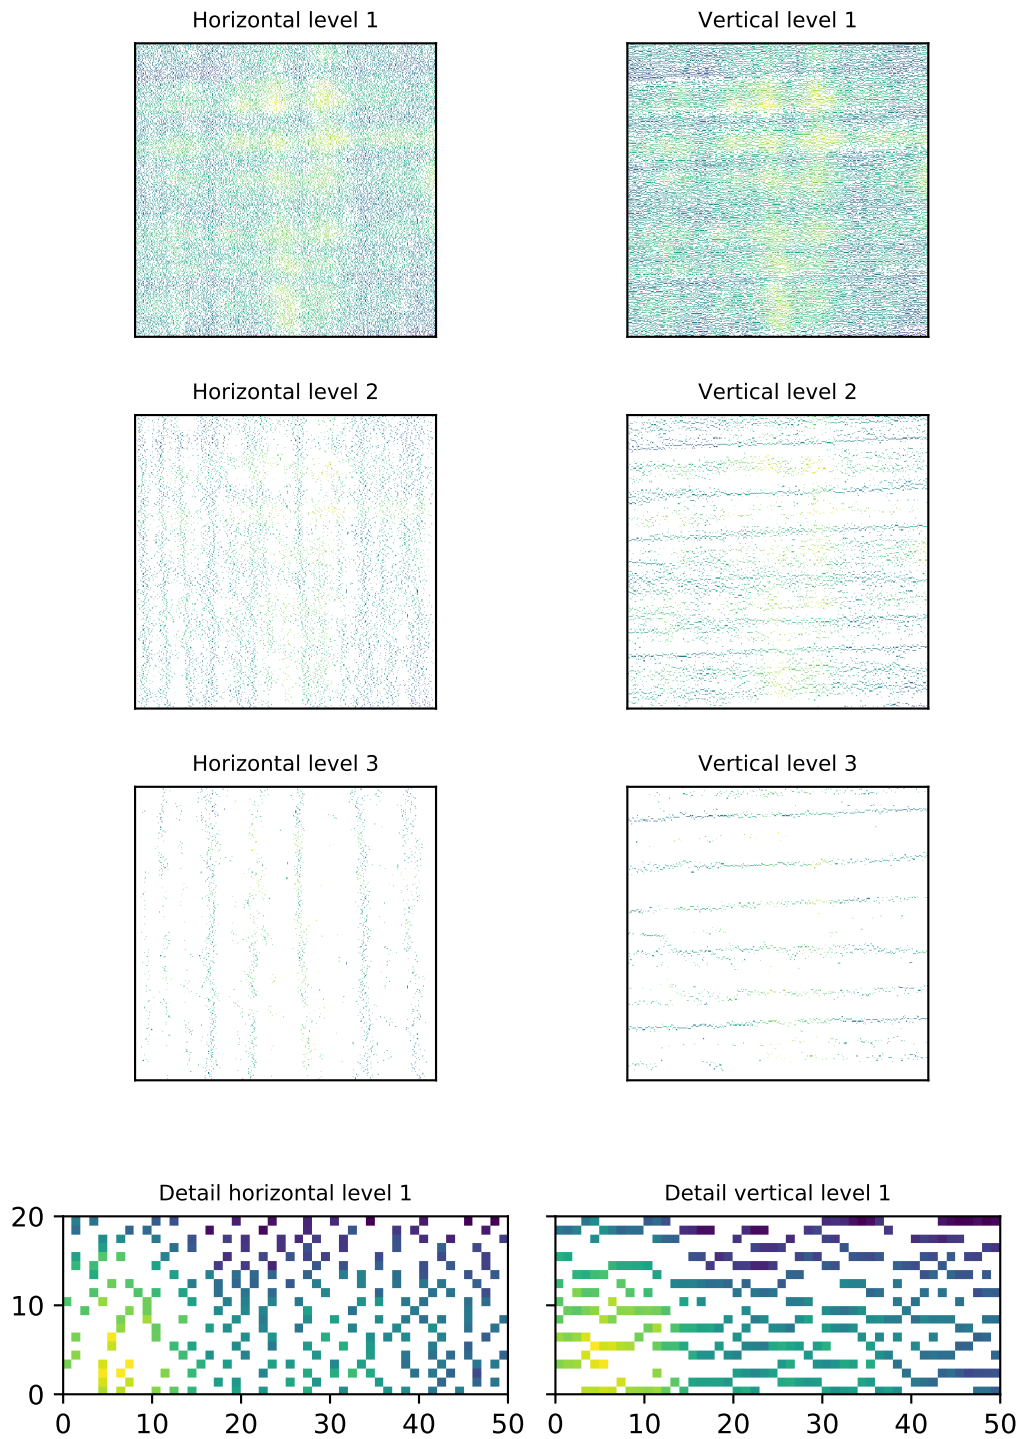 Horizontal level 1
Vertical level 1
Horizontal level 2
Vertical level 2
Horizontal level 3
Vertical level 3
Detail horizontal level 1
Detail vertical level 1
20
10
0
0 10 20 30 40 50
0 10 20 30 40 50